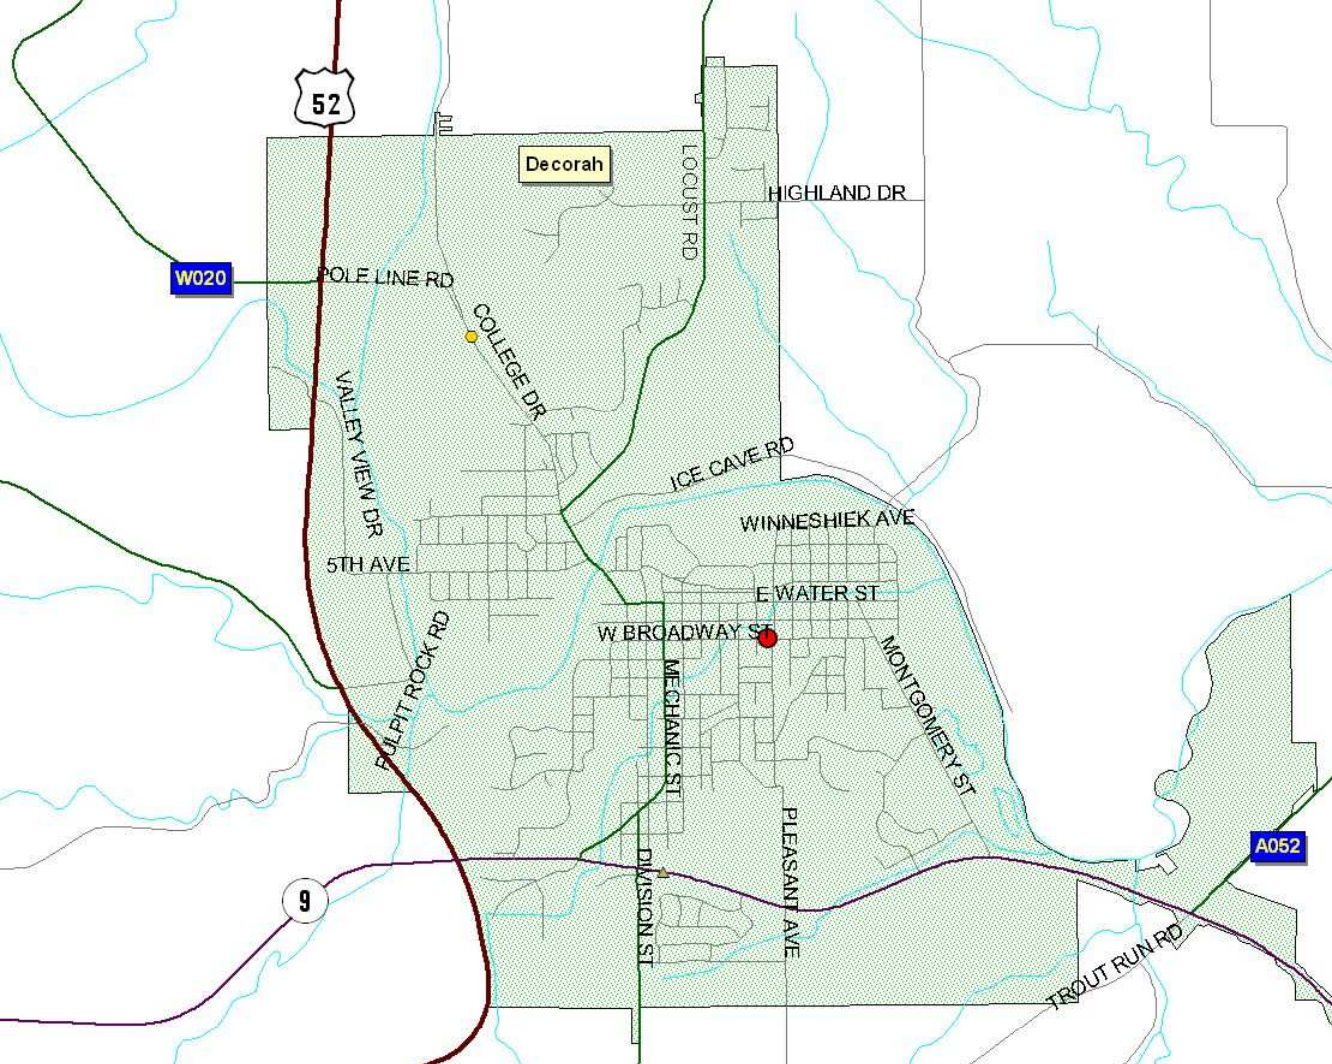 52
Decorah
LOCUST RD
HIGHLAND DR
W020
POLE LINE RD
COLLEGE DR
VALLEY VIEW DR
ICE CAVE RD
WINNESHIEK AVE
5TH AVE
E WATER ST
W BROADWAY ST
PULPIT ROCK RD
MECHANIC ST
MONTGOMERY ST
PLEASANT AVE
A052
DIVISION ST
9
TROUT RUN RD